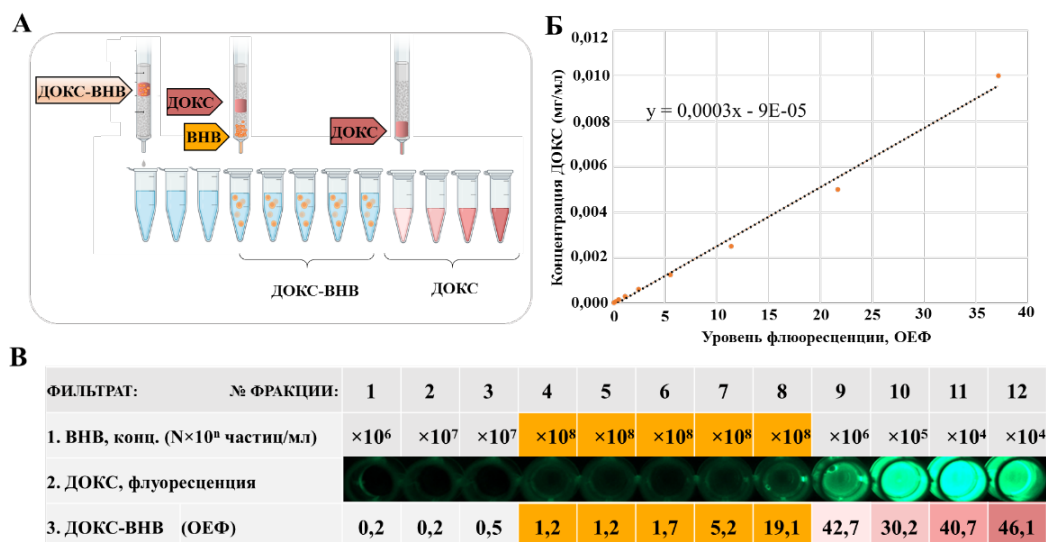 А
ДОКС-ВНВ
ДОКС
ВНВ
ДОКС
ДОКС-ВНВ
ДОКС
Б
Концентрация ДОКС (мг/мл)
0,012
0,010
0,008
0,006
0,004
0,002
0,000
y = 0,0003x - 9E-05
0 5 10 15 20 25 30 35 40
Уровень флюоресценции, ОЕФ
В
ФИЛЬТРАТ: № ФРАКЦИИ: 1 2 3 4 5 6 7 8 9 10 11 12
1. ВНВ, конц. (N×10ⁿ частиц/мл) ×10⁶ ×10⁷ ×10⁷ ×10⁸ ×10⁸ ×10⁸ ×10⁸ ×10⁸ ×10⁶ ×10⁵ ×10⁴ ×10⁴
2. ДОКС, флуоресценция
3. ДОКС-ВНВ (ОЕФ) 0,2 0,2 0,5 1,2 1,2 1,7 5,2 19,1 42,7 30,2 40,7 46,1